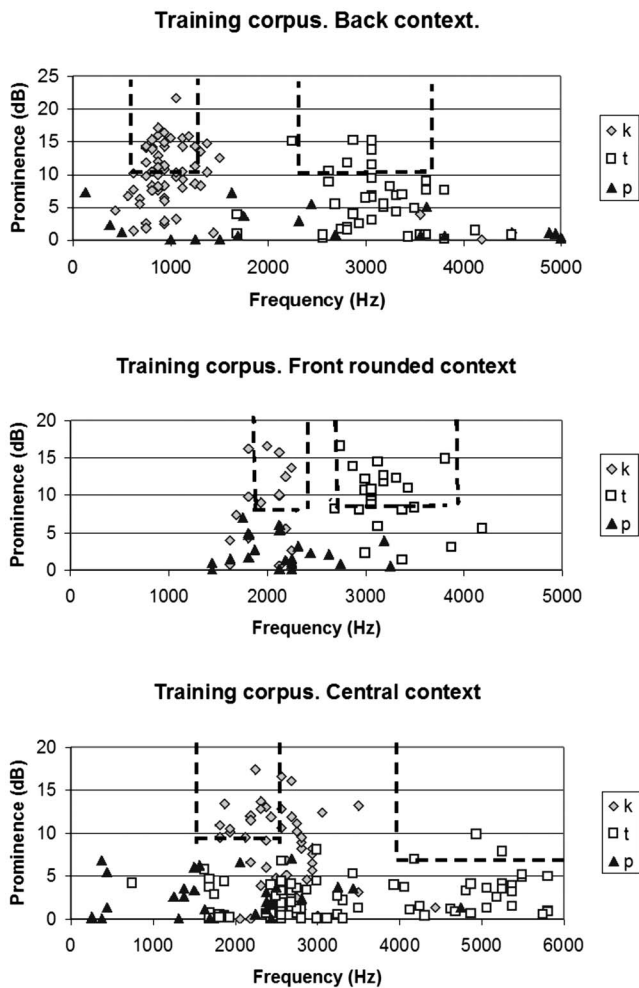 Training corpus. Back context.
Prominence (dB)
25
20
15
10
5
0
0 1000 2000 3000 4000 5000
Frequency (Hz)
k
t
p
Training corpus. Front rounded context
Prominence (dB)
20
15
10
5
0
0 1000 2000 3000 4000 5000
Frequency (Hz)
k
t
p
Training corpus. Central context
Prominence (dB)
20
15
10
5
0
0 1000 2000 3000 4000 5000 6000
Frequency (Hz)
k
t
p